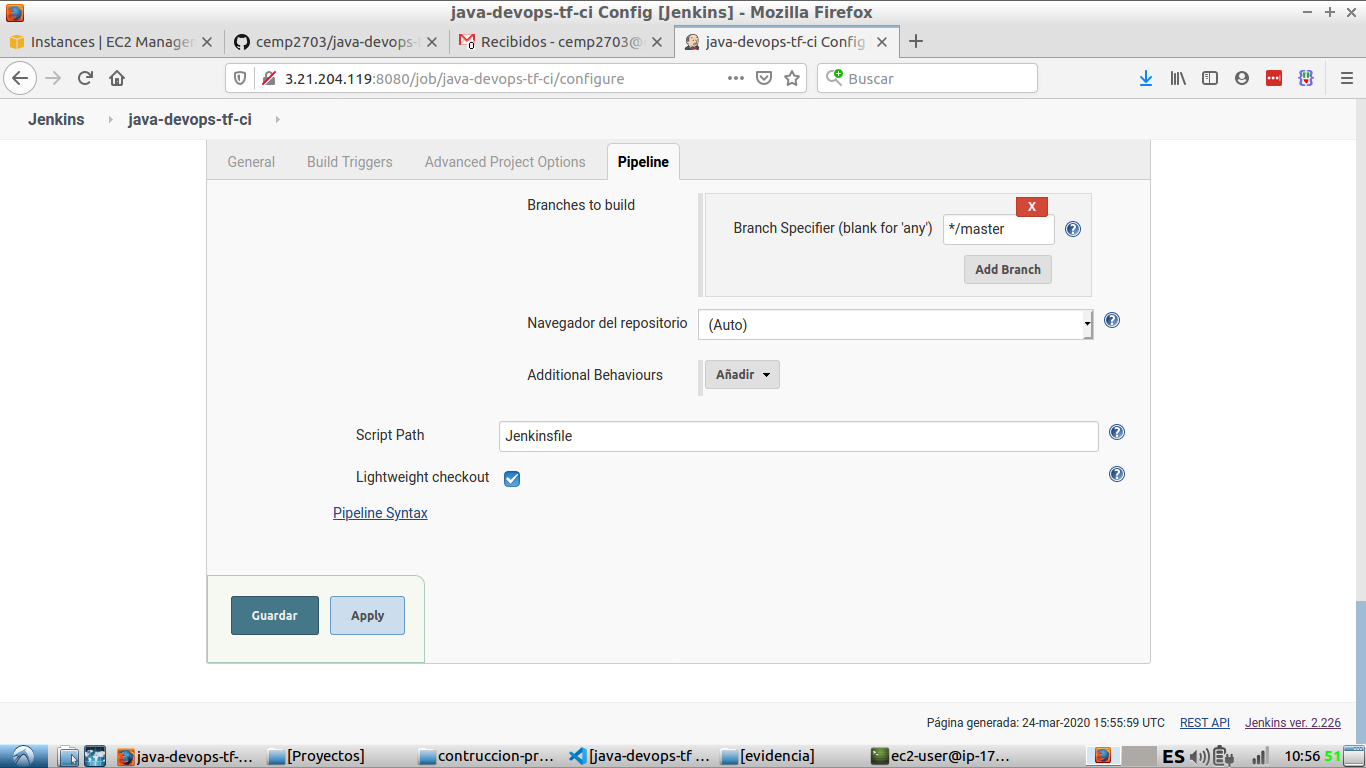 java-devops-tf-ci Config [Jenkins] - Mozilla Firefox
Instances | EC2 Manager
cemp2703/java-devops-
Recibidos - cemp2703@
java-devops-tf-ci Config
3.21.204.119:8080/job/java-devops-tf-ci/configure
Buscar
Jenkins
java-devops-tf-ci
General
Build Triggers
Advanced Project Options
Pipeline
Branches to build
X
Branch Specifier (blank for 'any')
*/master
Add Branch
Navegador del repositorio
(Auto)
Additional Behaviours
Añadir
Script Path
Jenkinsfile
Lightweight checkout
Pipeline Syntax
Guardar
Apply
Página generada: 24-mar-2020 15:55:59 UTC
REST API
Jenkins ver. 2.226
java-devops-tf-...
[Proyectos]
contruccion-pr...
[java-devops-tf ...
[evidencia]
ec2-user@ip-17...
ES
10:56
51